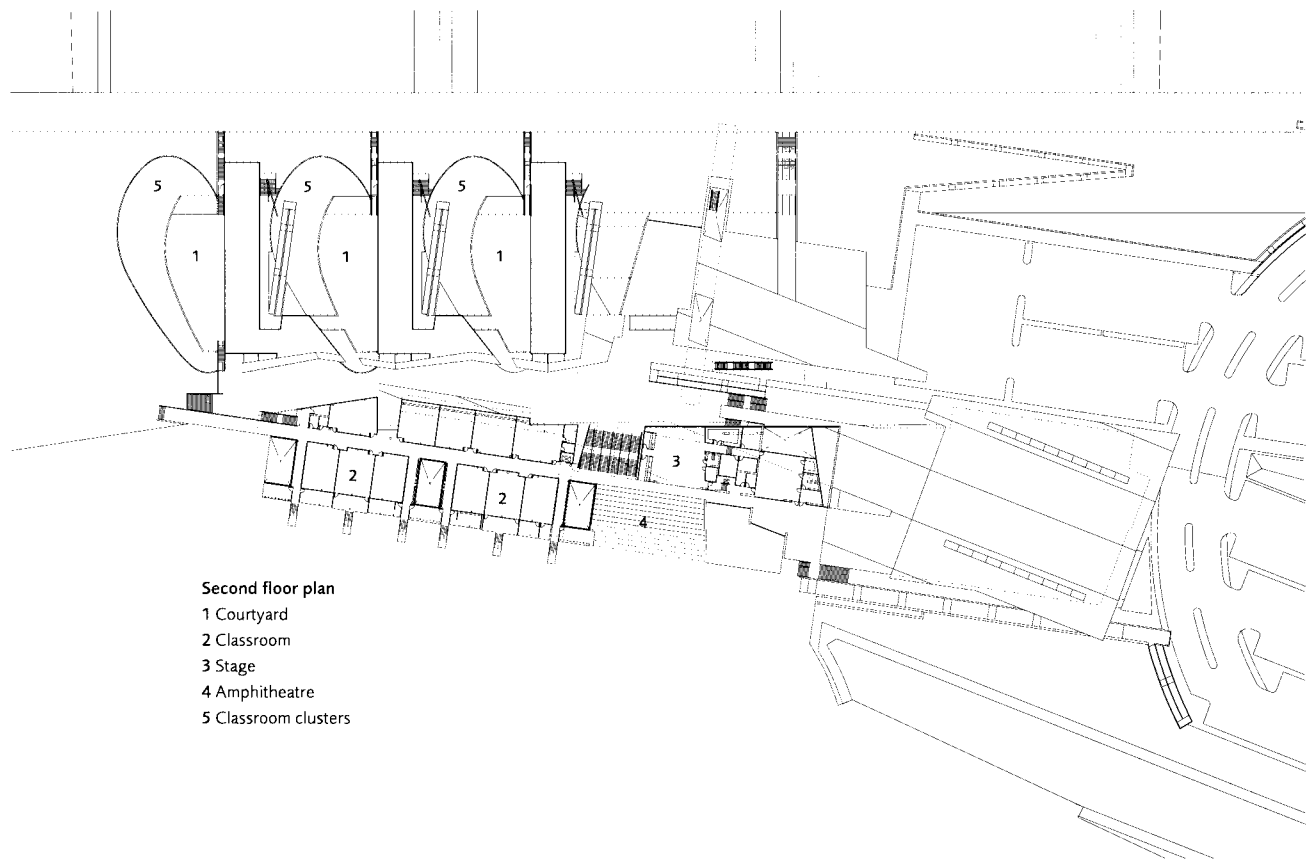 5
5
5
1
1
1
2
3
2
4
Second floor plan
1 Courtyard
2 Classroom
3 Stage
4 Amphitheatre
5 Classroom clusters